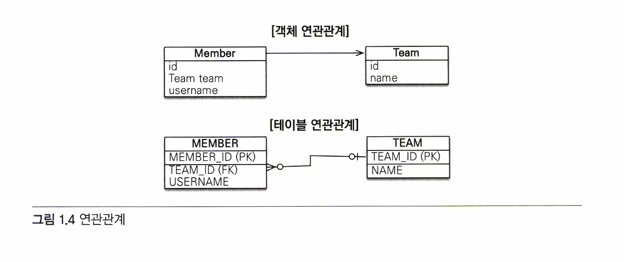 [객체 연관관계]
Member
id
Team team
username
Team
id
name
[테이블 연관관계]
MEMBER
MEMBER_ID (PK)
TEAM_ID (FK)
USERNAME
TEAM
TEAM_ID (PK)
NAME
그림 1.4 연관관계